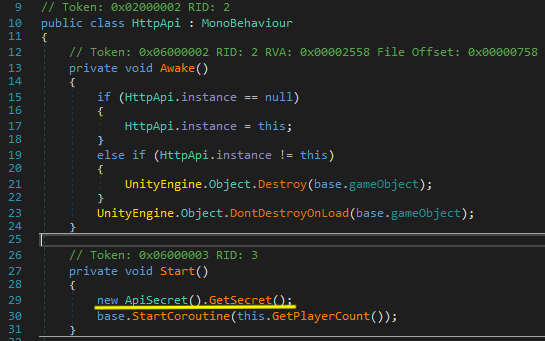 9 // Token: 0x02000002 RID: 2
10 public class HttpApi : MonoBehaviour
11 {
12 // Token: 0x06000002 RID: 2 RVA: 0x00002558 File Offset: 0x00000758
13 private void Awake()
14 {
15 if (HttpApi.instance == null)
16 {
17 HttpApi.instance = this;
18 }
19 else if (HttpApi.instance != this)
20 {
21 UnityEngine.Object.Destroy(base.gameObject);
22 }
23 UnityEngine.Object.DontDestroyOnLoad(base.gameObject);
24 }
25
26 // Token: 0x06000003 RID: 3
27 private void Start()
28 {
29 new ApiSecret().GetSecret();
30 base.StartCoroutine(this.GetPlayerCount());
31 }